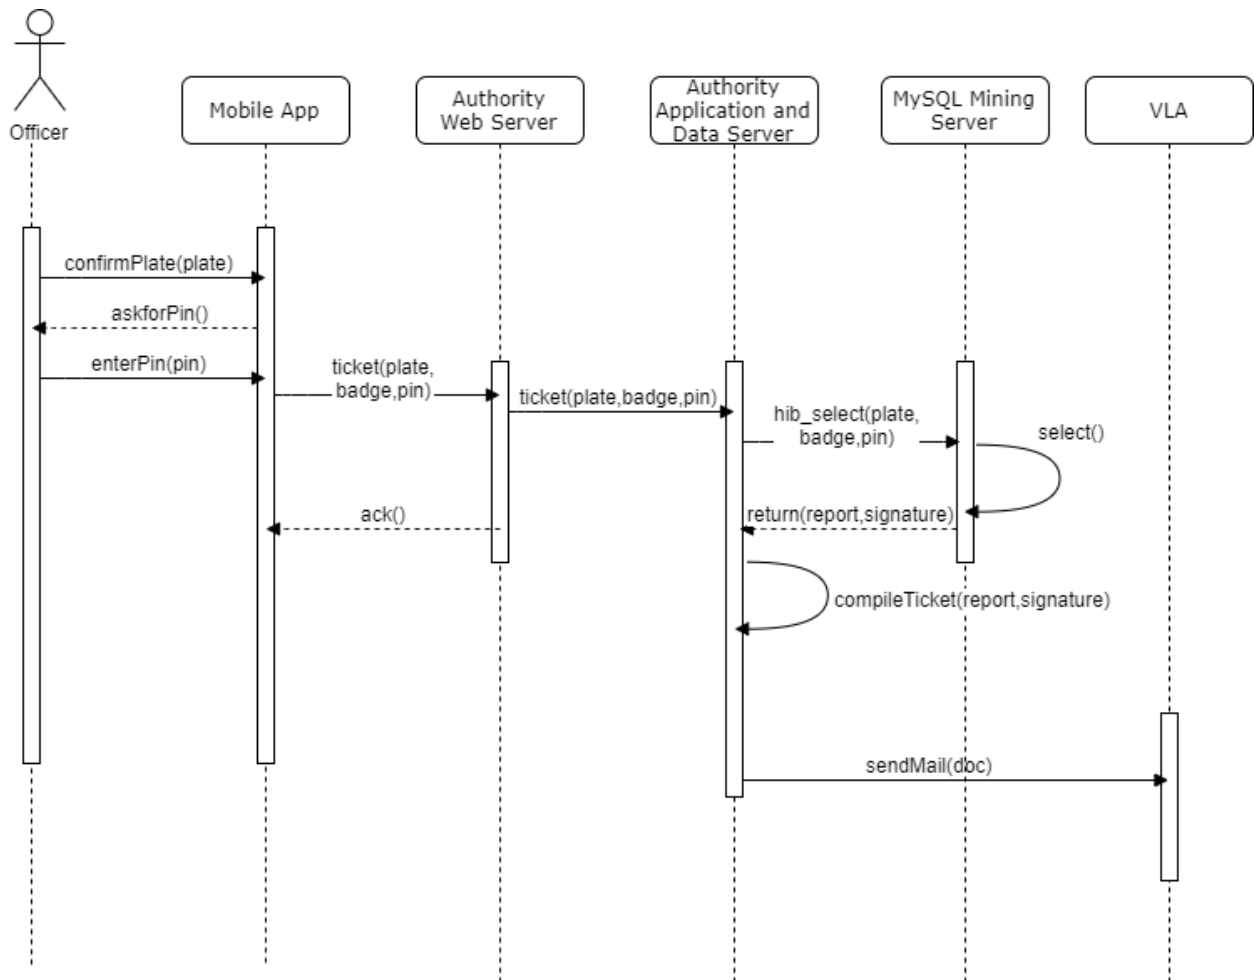 Officer
Mobile App
Authority
Web Server
Authority
Application and
Data Server
MySQL Mining
Server
VLA
confirmPlate(plate)
askforPin()
enterPin(pin)
ticket(plate,
badge,pin)
ticket(plate,badge,pin)
hib_select(plate,
badge,pin)
select()
ack()
return(report,signature)
compileTicket(report,signature)
sendMail(doc)